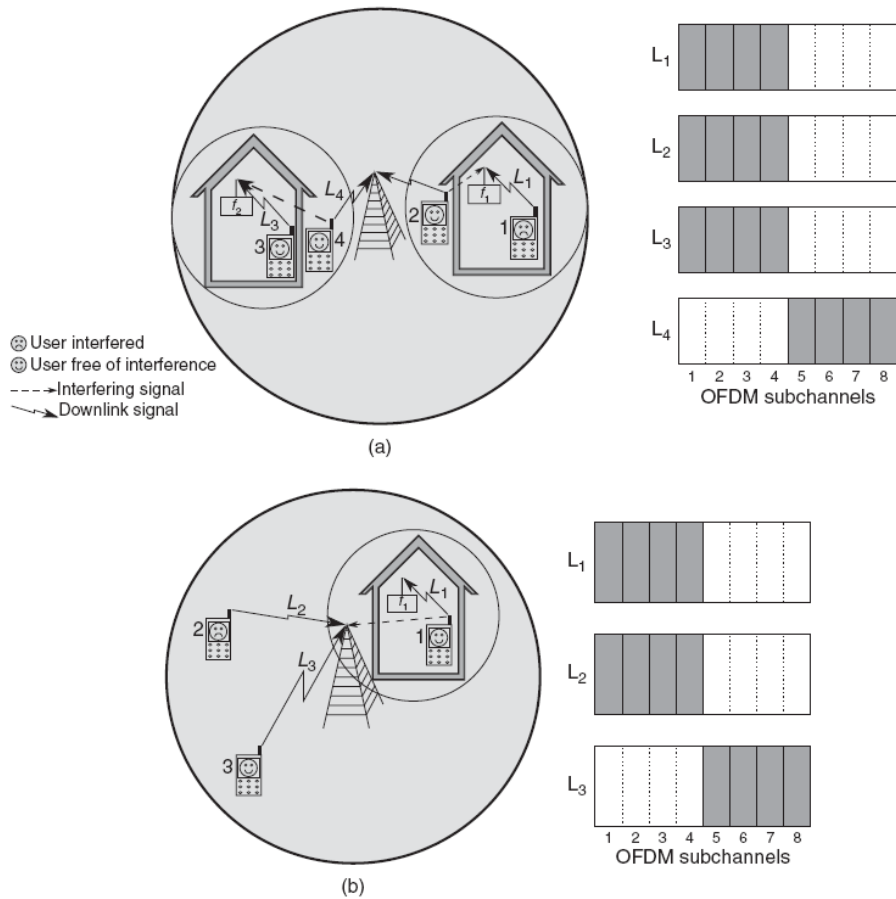 L1
L2
L3
L4
1 2 3 4 5 6 7 8
OFDM subchannels
f2
L3
3
4
L4
2
f1
L1
1
User interfered
User free of interference
Interfering signal
Downlink signal
(a)
L1
L2
L3
1 2 3 4 5 6 7 8
OFDM subchannels
2
L2
L3
3
f1
L1
1
(b)